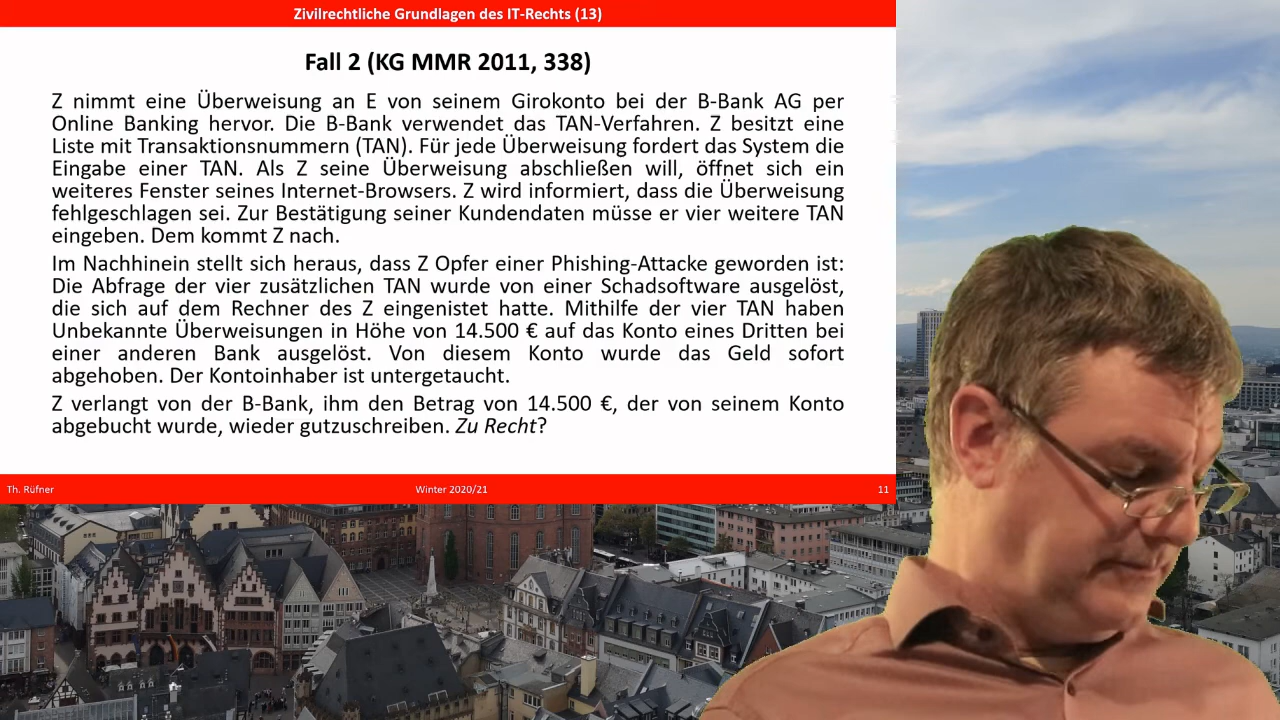 Zivilrechtliche Grundlagen des IT-Rechts (13)
Fall 2 (KG MMR 2011, 338)
Z nimmt eine Überweisung an E von seinem Girokonto bei der B-Bank AG per
Online Banking hervor. Die B-Bank verwendet das TAN-Verfahren. Z besitzt eine
Liste mit Transaktionsnummern (TAN). Für jede Überweisung fordert das System die
Eingabe einer TAN. Als Z seine Überweisung abschließen will, öffnet sich ein
weiteres Fenster seines Internet-Browsers. Z wird informiert, dass die Überweisung
fehlgeschlagen sei. Zur Bestätigung seiner Kundendaten müsse er vier weitere TAN
eingeben. Dem kommt Z nach.
Im Nachhinein stellt sich heraus, dass Z Opfer einer Phishing-Attacke geworden ist:
Die Abfrage der vier zusätzlichen TAN wurde von einer Schadsoftware ausgelöst,
die sich auf dem Rechner des Z eingenistet hatte. Mithilfe der vier TAN haben
Unbekannte Überweisungen in Höhe von 14.500 € auf das Konto eines Dritten bei
einer anderen Bank ausgelöst. Von diesem Konto wurde das Geld sofort
abgehoben. Der Kontoinhaber ist untergetaucht.
Z verlangt von der B-Bank, ihm den Betrag von 14.500 €, der von seinem Konto
abgebucht wurde, wieder gutzuschreiben. Zu Recht?
Th. Rüfner
Winter 2020/21
11